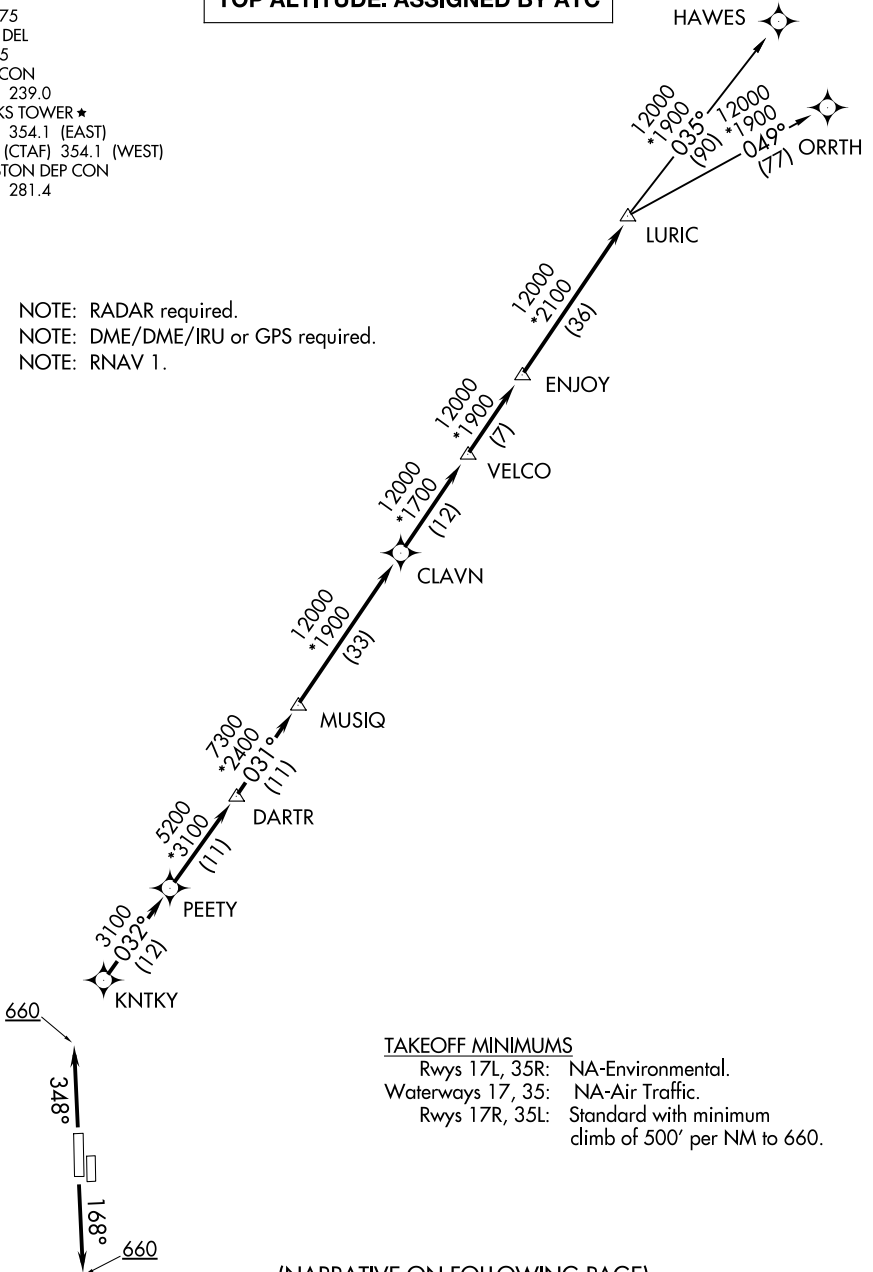 TOP ALTITUDE: ASSIGNED BY ATC
75
DEL
5
CON
239.0
KS TOWER ★
354.1 (EAST)
(CTAF) 354.1 (WEST)
STON DEP CON
281.4
NOTE: RADAR required.
NOTE: DME/DME/IRU or GPS required.
NOTE: RNAV 1.
HAWES
12000
*1900
035°
(90)
12000
*1900
049°
(77)
ORRTH
LURIC
12000
*2100
(36)
ENJOY
12000
*1900
(7)
VELCO
12000
*1700
(12)
CLAVN
12000
*1900
(33)
MUSIQ
7300
*2400
031°
(11)
DARTR
5200
*3100
(11)
PEETY
3100
032°
(12)
KNTKY
660
348°
168°
660
TAKEOFF MINIMUMS
Rwys 17L, 35R: NA-Environmental.
Waterways 17, 35: NA-Air Traffic.
Rwys 17R, 35L: Standard with minimum
climb of 500' per NM to 660.
(NARRATIVE ON FOLLOWING PAGE)